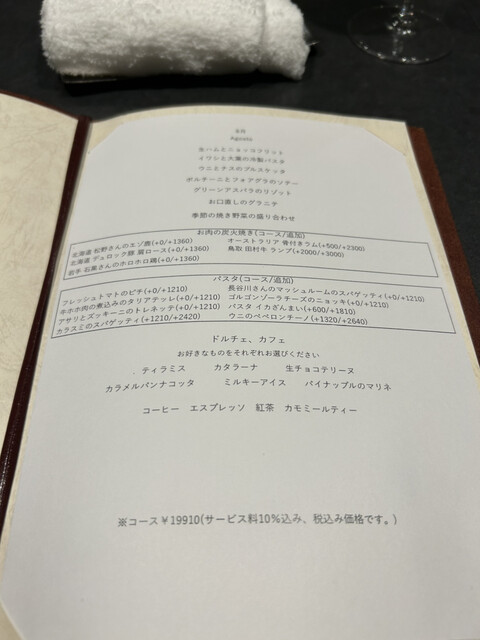 8月
Agosto
生ハムとニョッコフリット
イワシと大葉の冷製パスタ
ウニとナスのブルスケッタ
ポルチーニとフォアグラのソテー
グリーンアスパラのリゾット
お口直しのグラニテ
季節の焼き野菜の盛り合わせ
お肉の炭火焼き(コース/追加)
北海道 松野さんのエゾ鹿(+0/+1360) オーストラリア 骨付きラム(+500/+2300)
北海道 デュロック豚 肩ロース(+0/+1360) 鳥取 田村牛 ランプ(+2000/+3000)
岩手 石黒さんのホロホロ鶏(+0/+1360)
パスタ(コース/追加)
フレッシュトマトのピチ(+0/+1210) 長谷川さんのマッシュルームのスパゲッティ(+0/+1210)
牛ホホ肉の煮込みのタリアテッレ(+0/+1210) ゴルゴンゾーラチーズのニョッキ(+0/+1210)
アサリとズッキーニのトレネッテ(+0/+1210) パスタ イカざんまい(+600/+1810)
カラスミのスパゲッティ(+1210/+2420) ウニのペペロンチーノ(+1320/+2640)
ドルチェ、カフェ
お好きなものをそれぞれお選びください
ティラミス カタラーナ 生チョコテリーヌ
カラメルパンナコッタ ミルキーアイス パイナップルのマリネ
コーヒー エスプレッソ 紅茶 カモミールティー
※コース¥19910(サービス料10%込み、税込み価格です。)